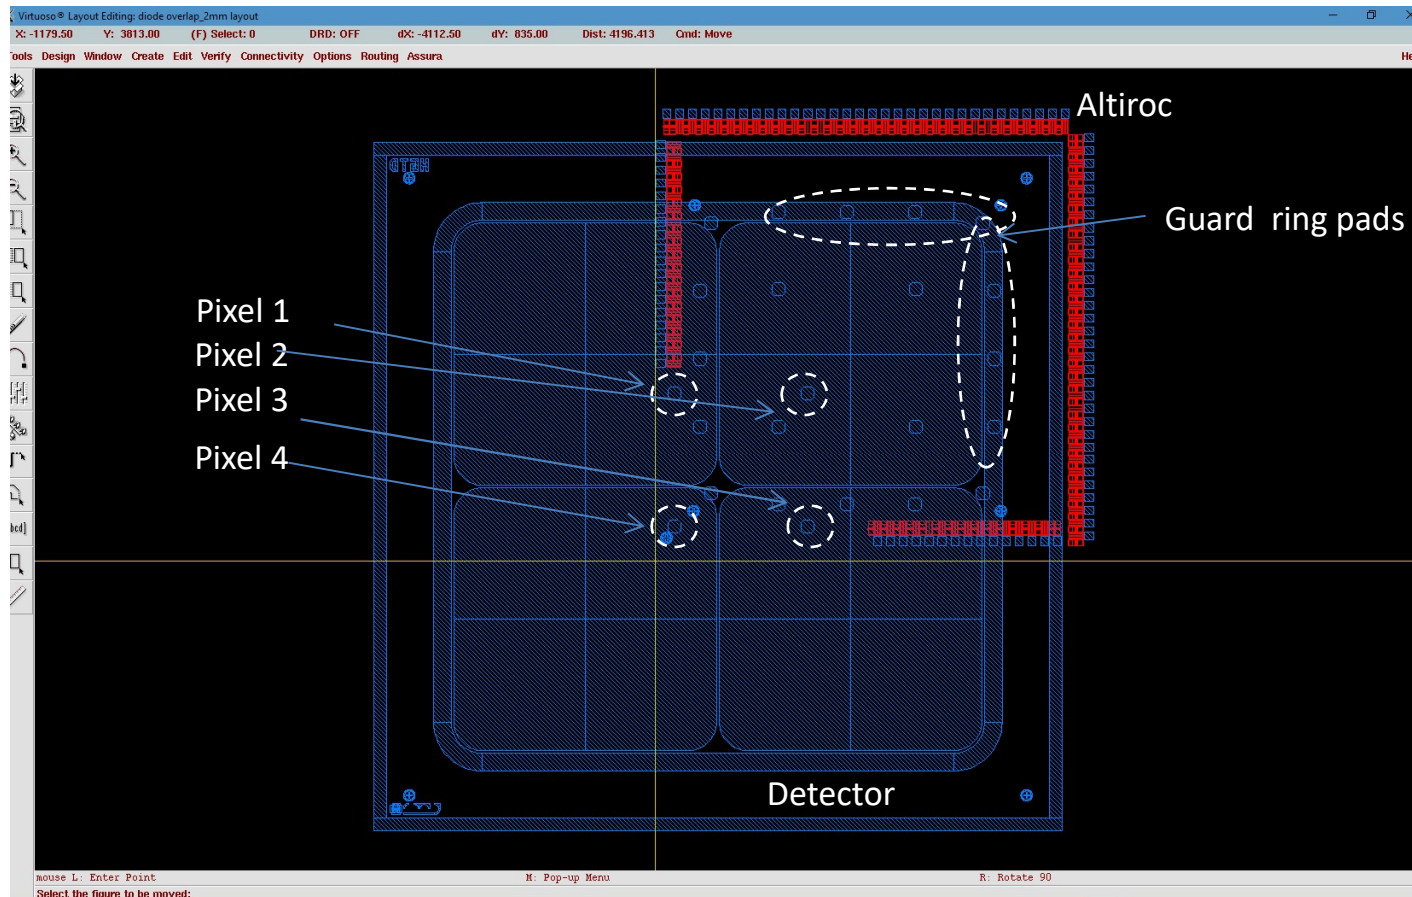 Virtuoso® Layout Editing: diode overlap_2mm layout
X: -1179.50 Y: 3813.00 (F) Select: 0 DRD: OFF dX: -4112.50 dY: 835.00 Dist: 4196.413 Cmd: Move
Tools Design Window Create Edit Verify Connectivity Options Routing Assura He
Altiroc
Guard ring pads
Pixel 1
Pixel 2
Pixel 3
Pixel 4
Detector
mouse L: Enter Point M: Pop-up Menu R: Rotate 90
Select the figure to be moved: